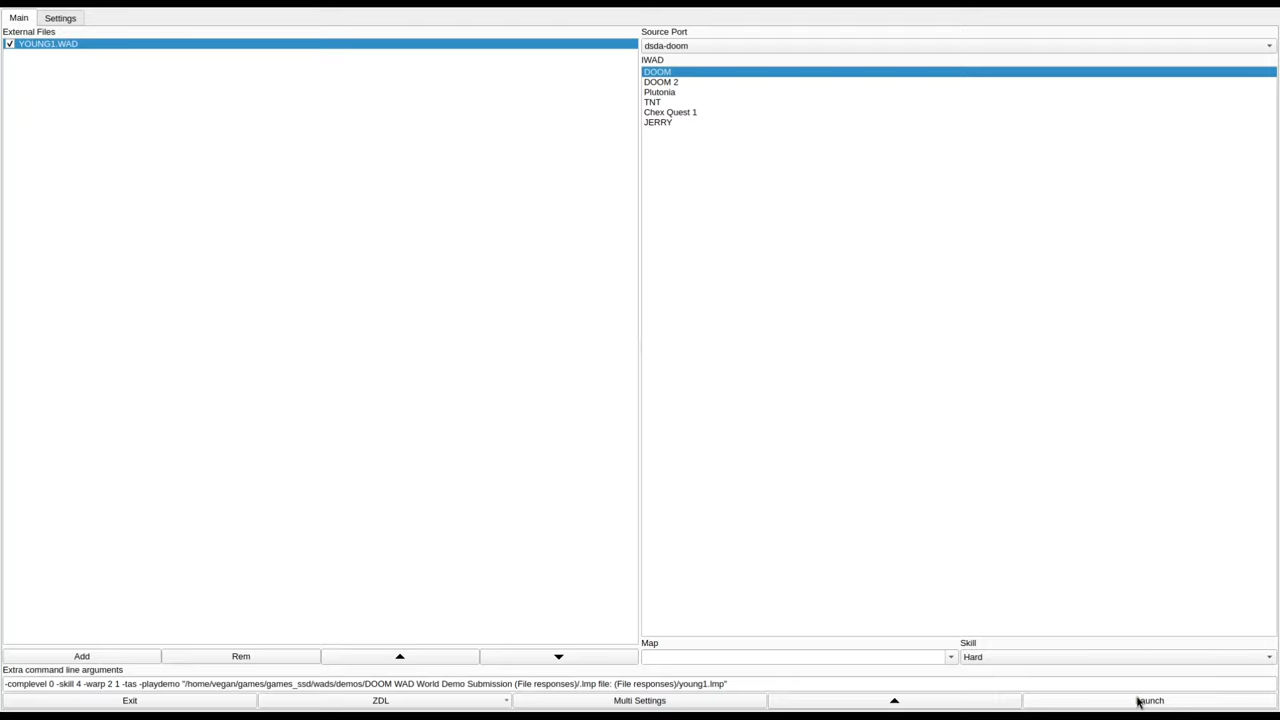 Main Settings
External Files
YOUNG1.WAD
Source Port
dsda-doom
IWAD
DOOM
DOOM 2
Plutonia
TNT
Chex Quest 1
JERRY
Map
Skill
Hard
Add Rem
Extra command line arguments
-complevel 0 -skill 4 -warp 2 1 -tas -playdemo "/home/vegan/games/games_ssd/wads/demos/DOOM WAD World Demo Submission (File responses)/.lmp file: (File responses)/young1.lmp"
Exit ZDL Multi Settings Launch